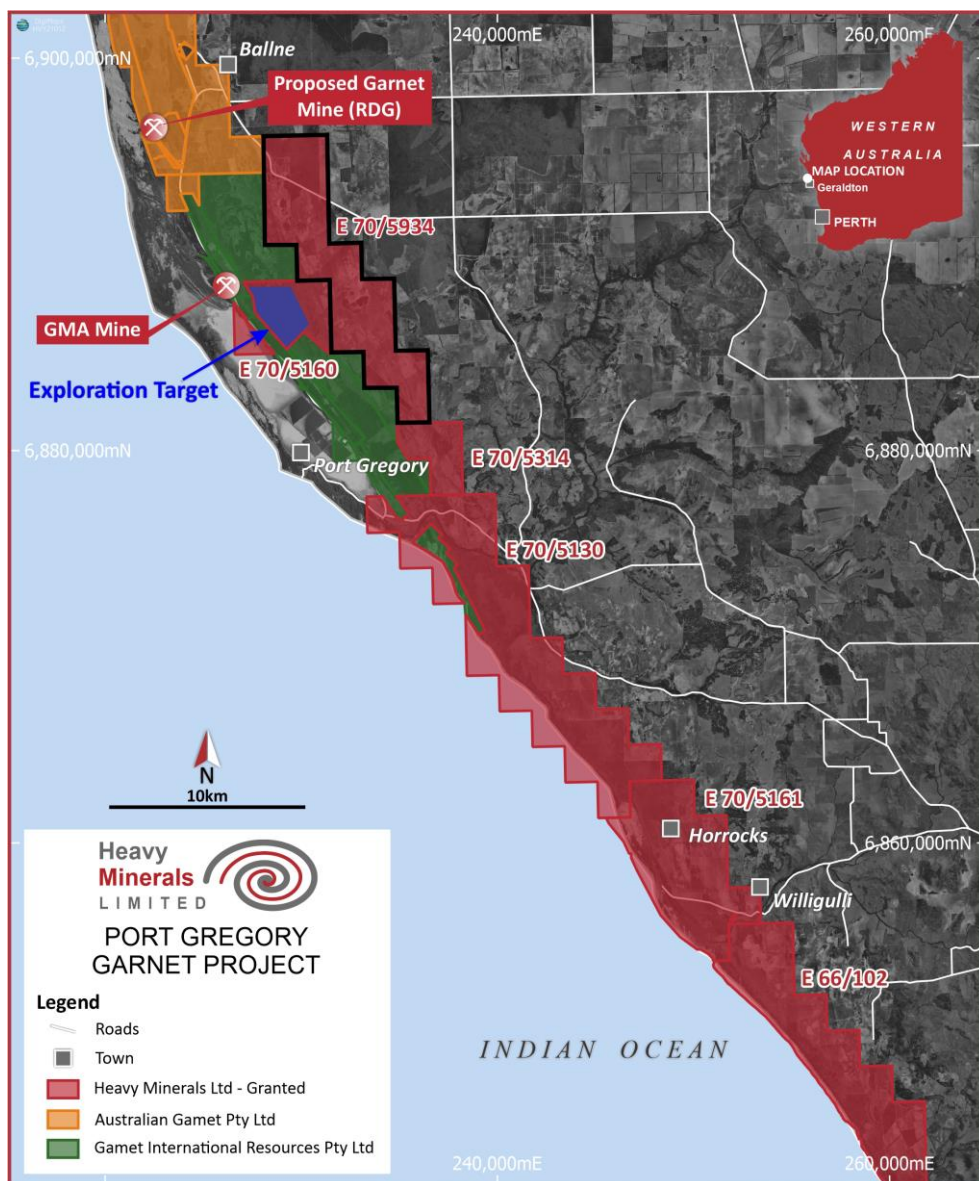 240,000mE
260,000mE
6,900,000mN
Ballne
Proposed Garnet
Mine (RDG)
WESTERN
AUSTRALIA
MAP LOCATION
Geraldton
PERTH
E 70/5934
GMA Mine
E 70/5160
Exploration Target
6,880,000mN
6,880,000mN
Port Gregory
E 70/5314
E 70/5130
N
10km
E 70/5161
Horrocks
6,860,000mN
Willigulli
E 66/102
INDIAN OCEAN
Heavy
Minerals
LIMITED
PORT GREGORY
GARNET PROJECT
Legend
Roads
Town
Heavy Minerals Ltd - Granted
Australian Gamet Pty Ltd
Gamet International Resources Pty Ltd
240,000mE
260,000mE